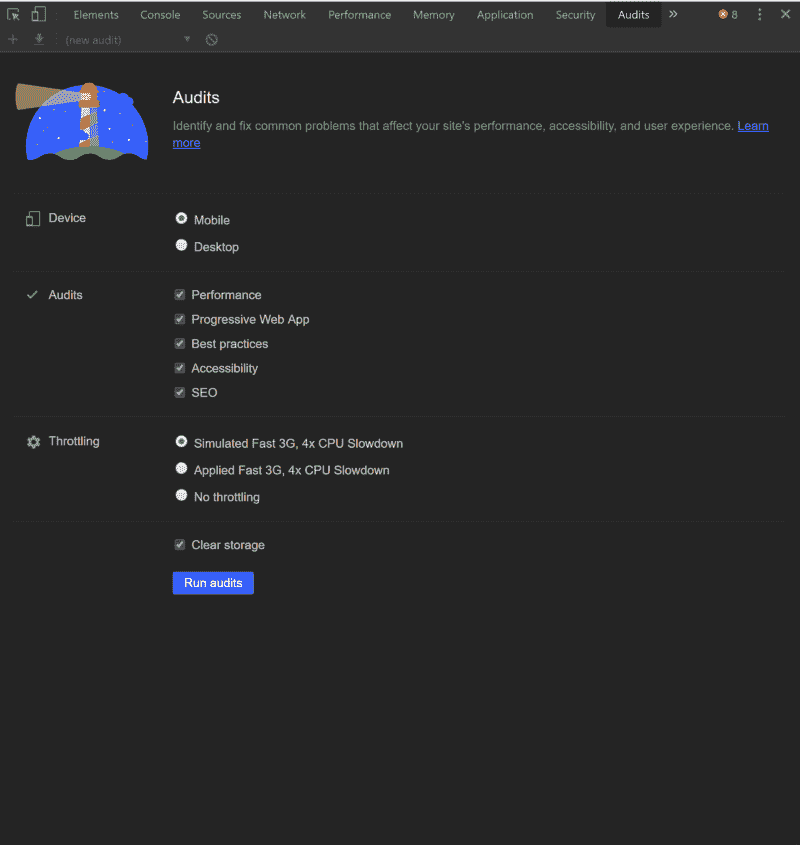 Elements Console Sources Network Performance Memory Application Security Audits » 8
(new audit)
Audits
Identify and fix common problems that affect your site's performance, accessibility, and user experience. Learn
more
Device
Mobile
Desktop
Audits
Performance
Progressive Web App
Best practices
Accessibility
SEO
Throttling
Simulated Fast 3G, 4x CPU Slowdown
Applied Fast 3G, 4x CPU Slowdown
No throttling
Clear storage
Run audits